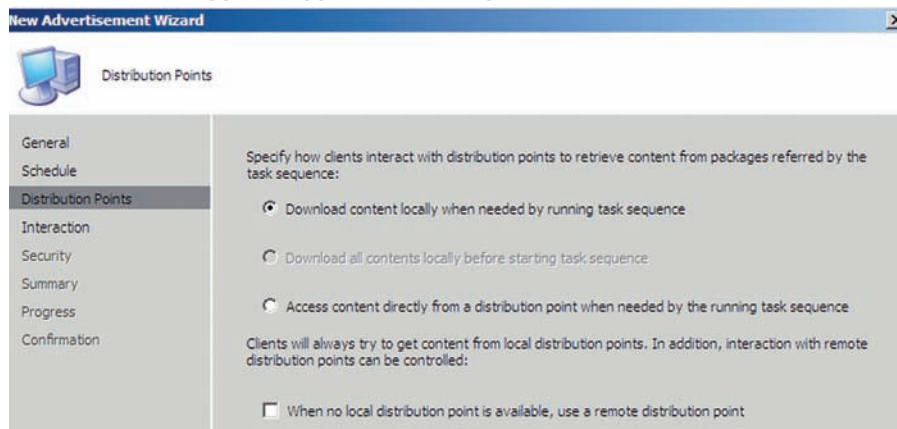 New Advertisement Wizard
Distribution Points
General
Schedule
Distribution Points
Interaction
Security
Summary
Progress
Confirmation
Specify how clients interact with distribution points to retrieve content from packages referred by the
task sequence:
Download content locally when needed by running task sequence
Download all contents locally before starting task sequence
Access content directly from a distribution point when needed by the running task sequence
Clients will always try to get content from local distribution points. In addition, interaction with remote
distribution points can be controlled:
When no local distribution point is available, use a remote distribution point